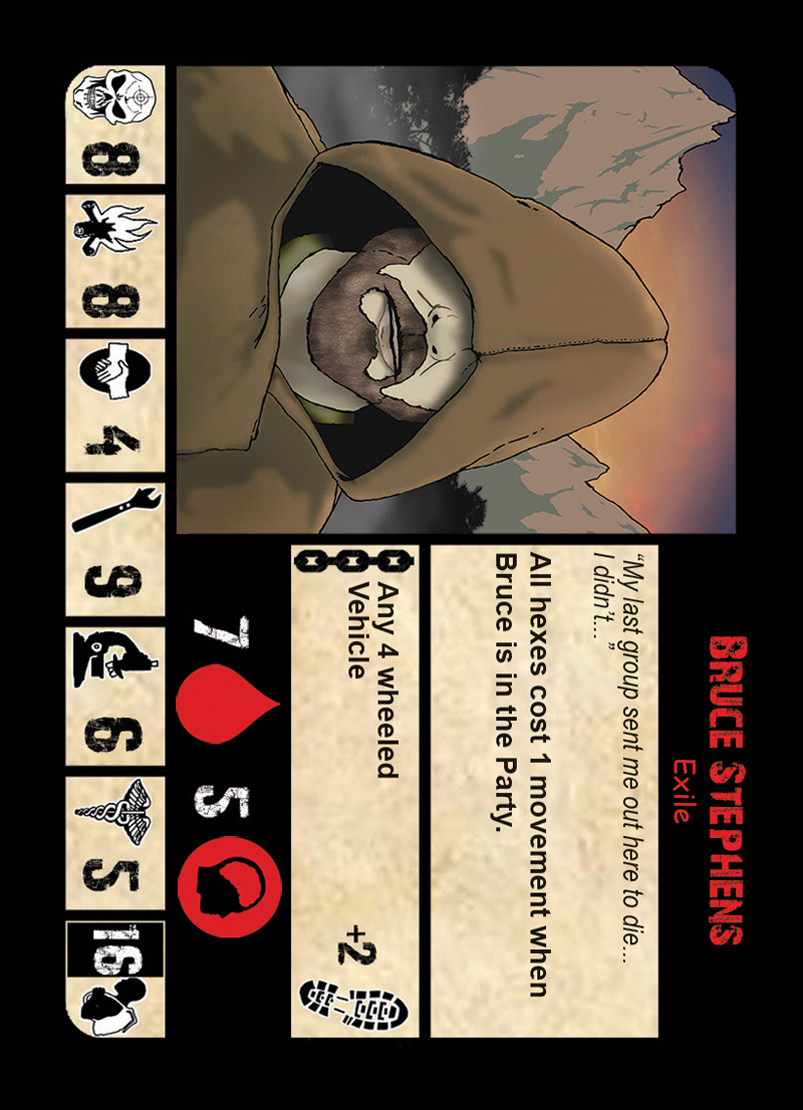 BRUCE STEPHENS
Exile
"My last group sent me out here to die...
I didn't... "
All hexes cost 1 movement when
Bruce is in the Party.
Any 4 wheeled
Vehicle
+2
7
5
8
8
4
9
6
5
16